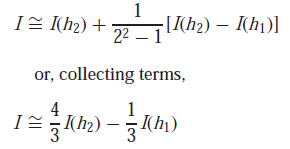 I ≅ I(h₂) + 1/(2² – 1) [I(h₂) – I(h₁)]
or, collecting terms,
I ≅ 4/3 I(h₂) – 1/3 I(h₁)